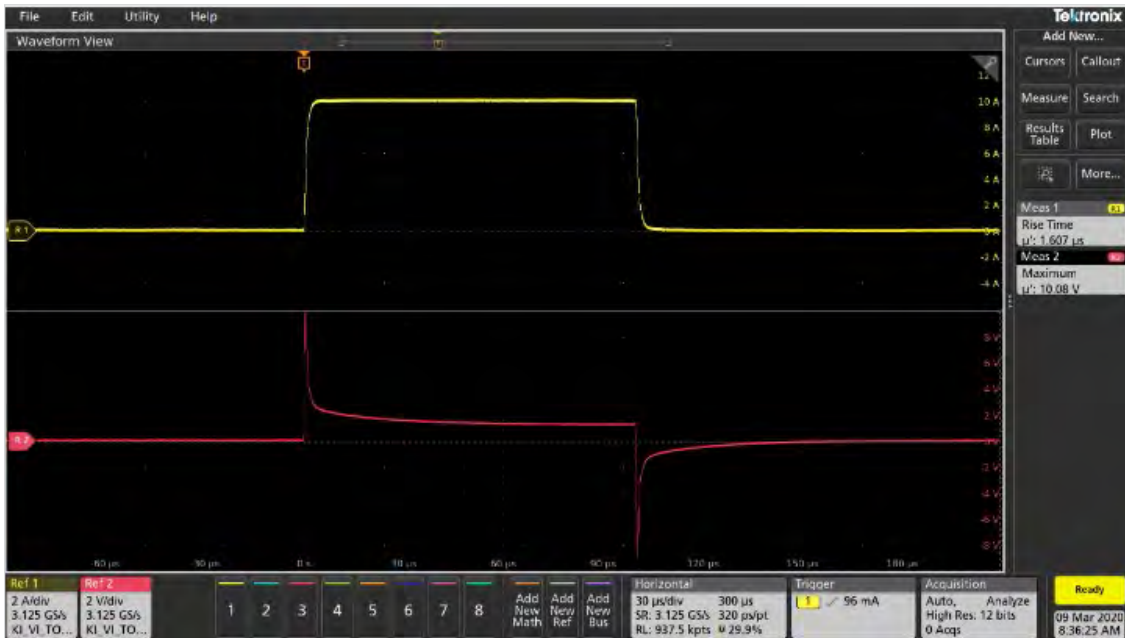 File Edit Utility Help
Tektronix
Waveform View
Add New...
Cursors Callout
Measure Search
Results Table Plot
More...
Meas 1 R1
Rise Time
µ': 1.607 µs
Meas 2 R2
Maximum
µ': 10.08 V
T
10 A
8 A
6 A
4 A
2 A
0 A
-2 A
-4 A
R 1
8 V
6 V
4 V
2 V
0 V
-2 V
-4 V
-6 V
-8 V
R 2
-60 µs -30 µs 0 s 30 µs 60 µs 90 µs 120 µs 150 µs 180 µs
Ref 1
2 A/div
3.125 GS/s
KI_VI_TO...
Ref 2
2 V/div
3.125 GS/s
KI_VI_TO...
1 2 3 4 5 6 7 8
Add New Math
Add New Ref
Add New Bus
Horizontal
30 µs/div 300 µs
SR: 3.125 GS/s 320 ps/pt
RL: 937.5 kpts 29.9%
Trigger
1 96 mA
Acquisition
Auto, Analyze
High Res: 12 bits
0 Acqs
Ready
09 Mar 2020
8:36:25 AM